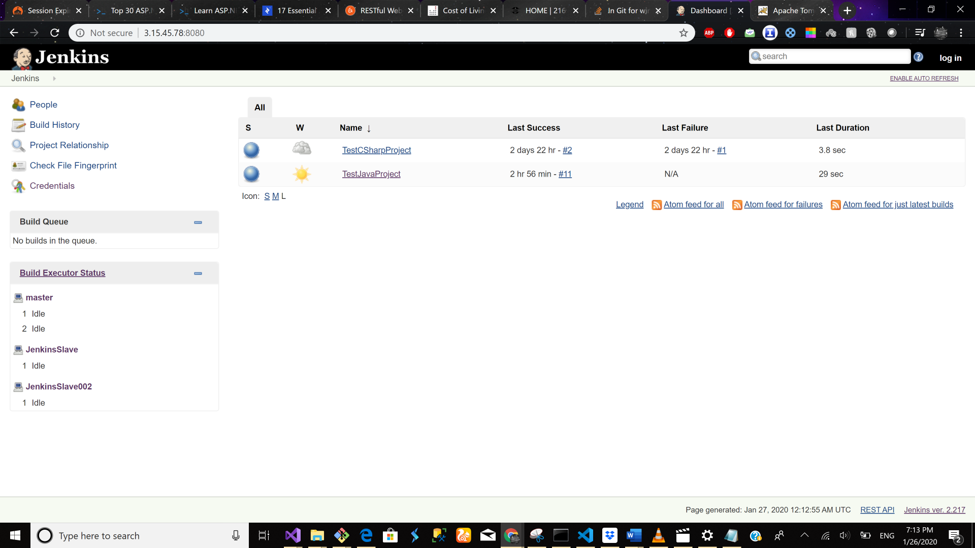 Session Expi
Top 30 ASP.N
Learn ASP.N
17 Essential
RESTful Web
Cost of Livin
HOME | 216
In Git for wi
Dashboard [
Apache Tom
Not secure | 3.15.45.78:8080
Jenkins
search
log in
Jenkins
ENABLE AUTO REFRESH
People
Build History
Project Relationship
Check File Fingerprint
Credentials
Build Queue
No builds in the queue.
Build Executor Status
master
1 Idle
2 Idle
JenkinsSlave
1 Idle
JenkinsSlave002
1 Idle
All
S W Name ↓ Last Success Last Failure Last Duration
TestCSharpProject 2 days 22 hr - #2 2 days 22 hr - #1 3.8 sec
TestJavaProject 2 hr 56 min - #11 N/A 29 sec
Icon: S M L
Legend Atom feed for all Atom feed for failures Atom feed for just latest builds
Page generated: Jan 27, 2020 12:12:55 AM UTC REST API Jenkins ver. 2.217
Type here to search
ENG
7:13 PM
1/26/2020
2